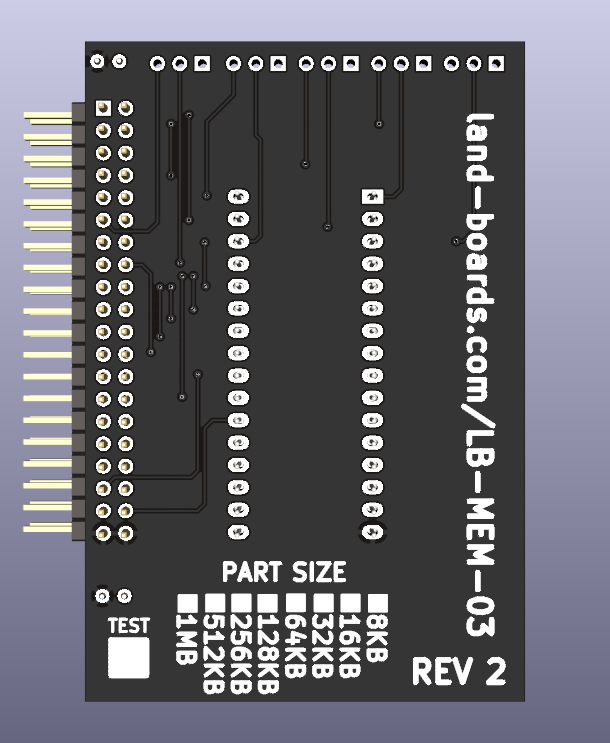 land-boards.com/LB-MEM-03
PART SIZE
1MB
512KB
256KB
128KB
64KB
32KB
16KB
8KB
TEST
REV 2